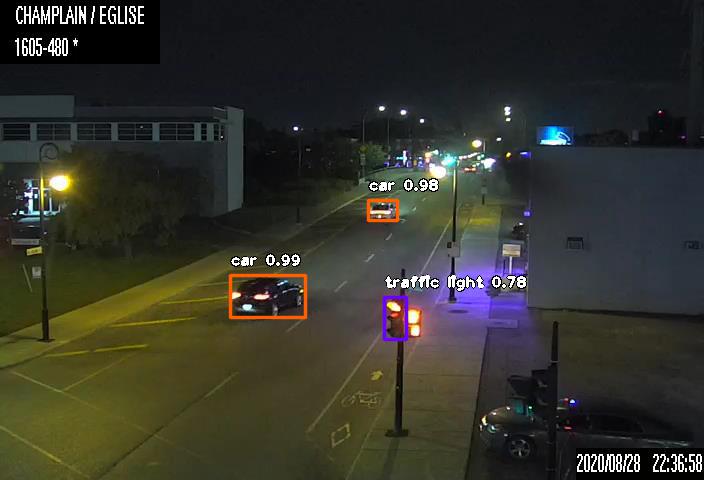 CHAMPLAIN / EGLISE
1605-480 *
car 0.98
car 0.99
traffic light 0.78
2020/08/28 22:36:58